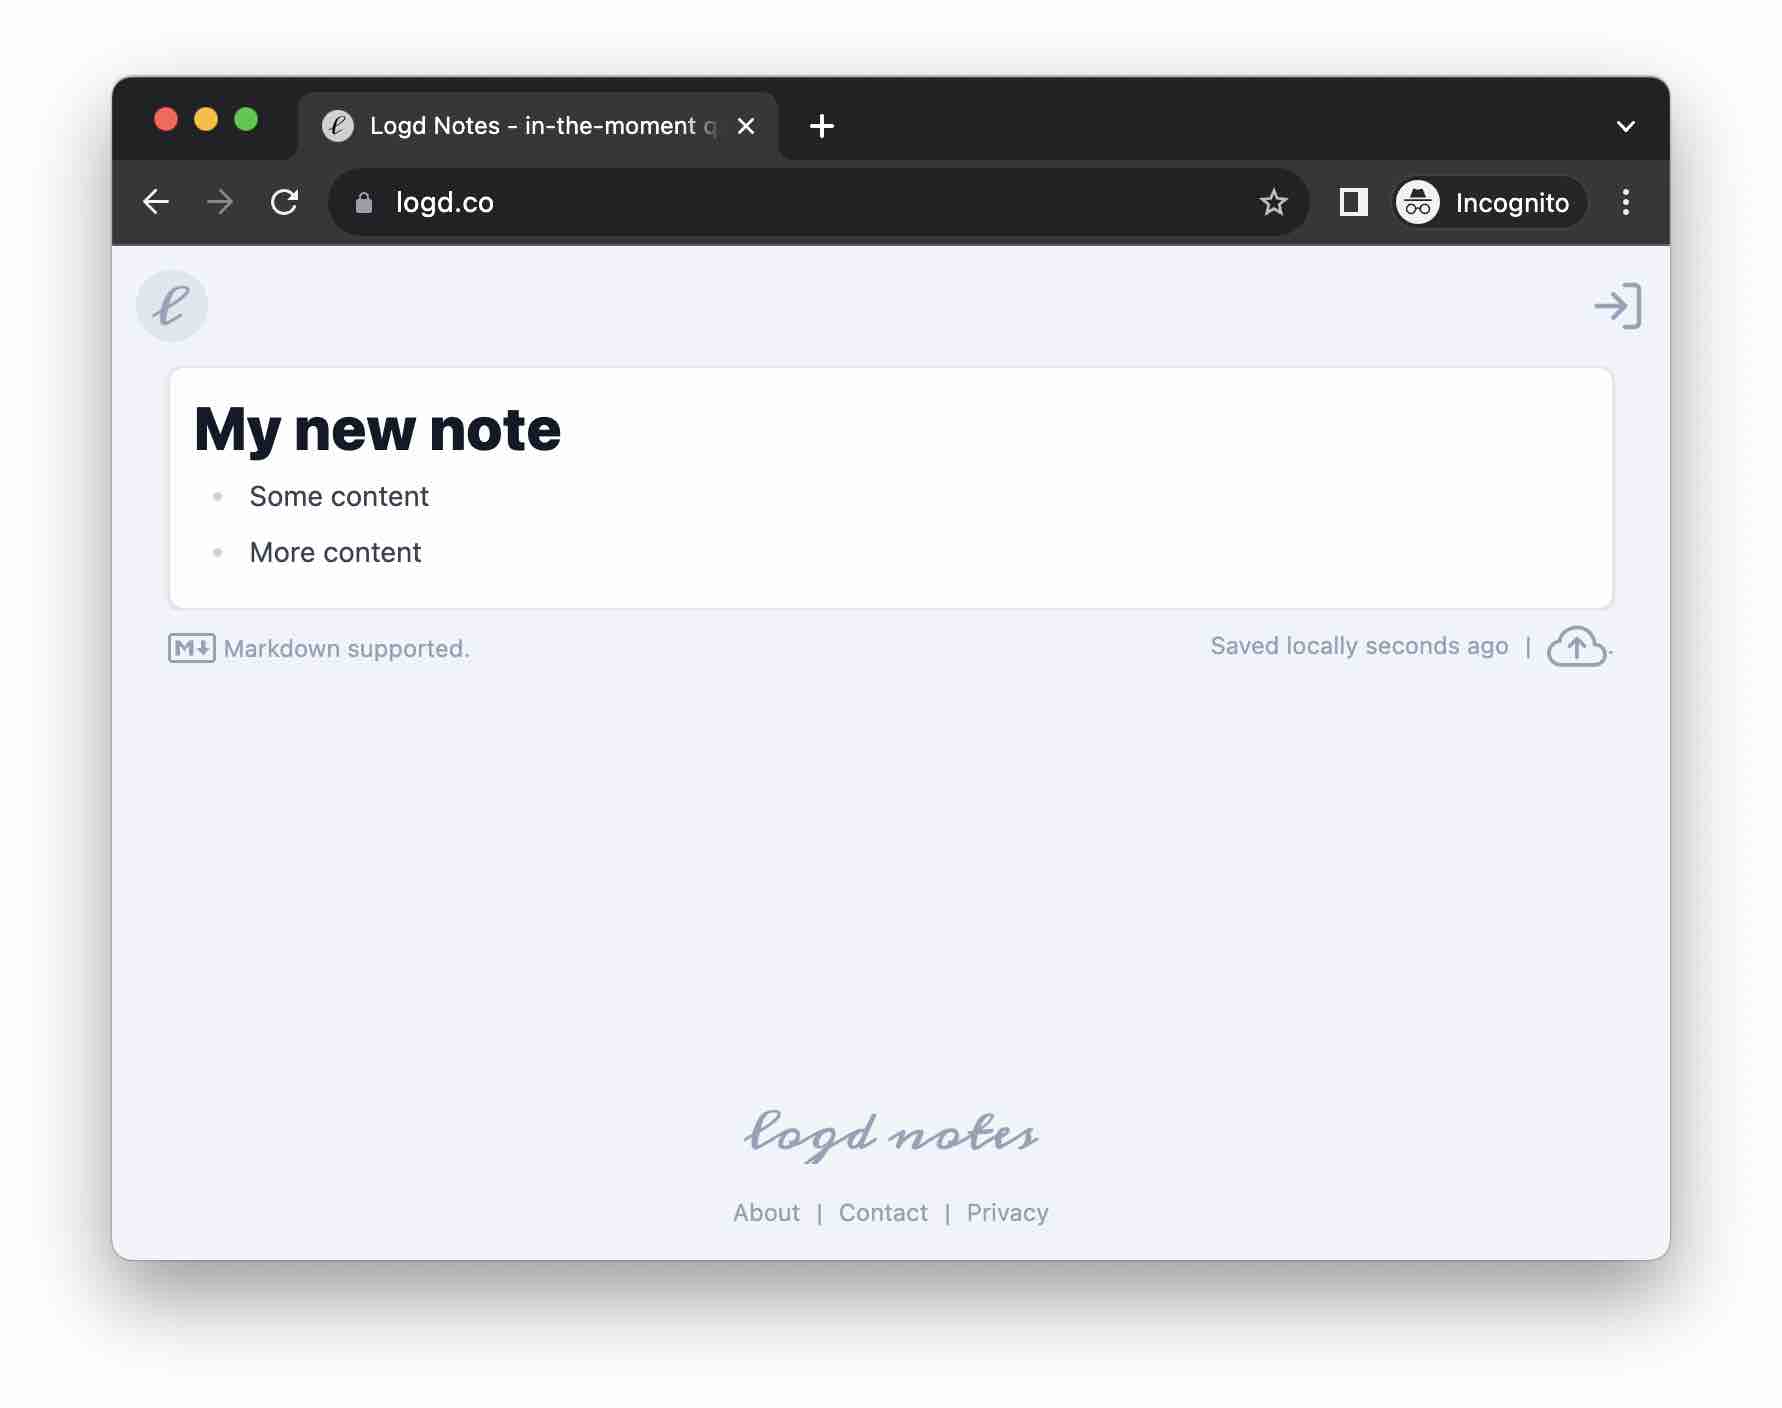 Logd Notes - in-the-moment q
logd.co
Incognito
ℓ
My new note
• Some content
• More content
M↓ Markdown supported.
Saved locally seconds ago |
logd notes
About | Contact | Privacy